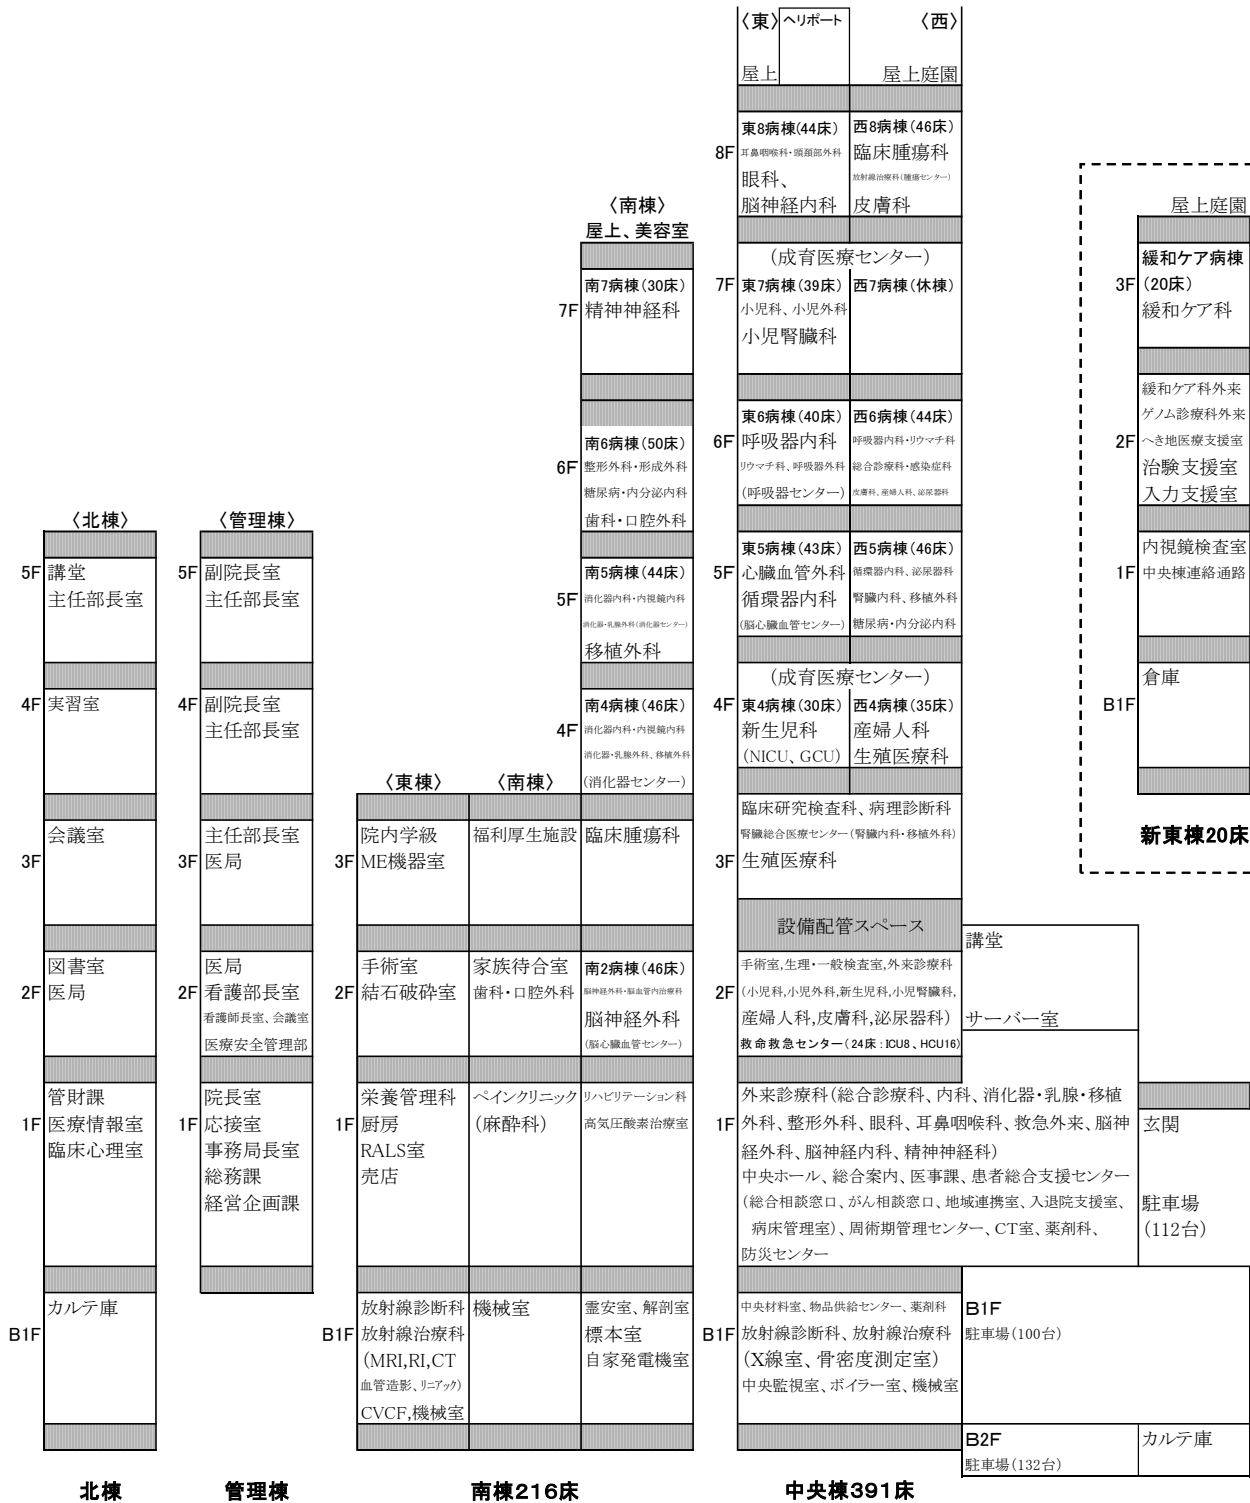 〈北棟〉
5F 講堂
主任部長室
4F 実習室
3F 会議室
2F 図書室
医局
1F 管財課
医療情報室
臨床心理室
B1F カルテ庫
北棟
〈管理棟〉
5F 副院長室
主任部長室
4F 副院長室
主任部長室
3F 主任部長室
医局
2F 医局
看護部長室
看護師長室、会議室
医療安全管理部
1F 院長室
応接室
事務局長室
総務課
経営企画課
管理棟
〈東棟〉
3F 院内学級
ME機器室
2F 手術室
結石破砕室
1F 栄養管理科
厨房
RALS室
売店
B1F 放射線診断科
放射線治療科
(MRI,RI,CT
血管造影、リニアック)
CVCF,機械室
〈南棟〉
福利厚生施設
家族待合室
歯科・口腔外科
ペインクリニック
(麻酔科)
機械室
〈南棟〉
屋上、美容室
7F 南7病棟(30床)
精神神経科
6F 南6病棟(50床)
整形外科・形成外科
糖尿病・内分泌内科
歯科・口腔外科
5F 南5病棟(44床)
消化器内科・内視鏡内科
消化器・乳腺外科(消化器センター)
移植外科
4F 南4病棟(46床)
消化器内科・内視鏡内科
消化器・乳腺外科、移植外科
(消化器センター)
臨床腫瘍科
南2病棟(46床)
脳神経外科・脳血管内治療科
脳神経外科
(脳心臓血管センター)
リハビリテーション科
高気圧酸素治療室
霊安室、解剖室
標本室
自家発電機室
南棟216床
〈東〉 ヘリポート 〈西〉
屋上 屋上庭園
8F 東8病棟(44床)
耳鼻咽喉科・頭頚部外科
眼科、
脳神経内科
西8病棟(46床)
臨床腫瘍科
放射線治療科(腫瘍センター)
皮膚科
(成育医療センター)
7F 東7病棟(39床)
小児科、小児外科
小児腎臓科
西7病棟(休棟)
6F 東6病棟(40床)
呼吸器内科
リウマチ科、呼吸器外科
(呼吸器センター)
西6病棟(44床)
呼吸器内科・リウマチ科
総合診療科・感染症科
皮膚科、産婦人科、泌尿器科
5F 東5病棟(43床)
心臓血管外科
循環器内科
(脳心臓血管センター)
西5病棟(46床)
循環器内科、泌尿器科
腎臓内科、移植外科
糖尿病・内分泌内科
(成育医療センター)
4F 東4病棟(30床)
新生児科
(NICU、GCU)
西4病棟(35床)
産婦人科
生殖医療科
3F 臨床研究検査科、病理診断科
腎臓総合医療センター(腎臓内科・移植外科)
生殖医療科
設備配管スペース
2F 手術室,生理・一般検査室,外来診療科
(小児科,小児外科,新生児科,小児腎臓科,
産婦人科,皮膚科,泌尿器科)
救命救急センター(24床:ICU8、HCU16)
講堂
サーバー室
1F 外来診療科(総合診療科、内科、消化器・乳腺・移植
外科、整形外科、眼科、耳鼻咽喉科、救急外来、脳神
経外科、脳神経内科、精神神経科)
中央ホール、総合案内、医事課、患者総合支援センター
(総合相談窓口、がん相談窓口、地域連携室、入退院支援室、
病床管理室)、周術期管理センター、CT室、薬剤科、
防災センター
玄関
駐車場
(112台)
B1F 中央材料室、物品供給センター、薬剤科
放射線診断科、放射線治療科
(X線室、骨密度測定室)
中央監視室、ボイラー室、機械室
B1F
駐車場(100台)
B2F
駐車場(132台)
カルテ庫
中央棟391床
屋上庭園
3F 緩和ケア病棟
(20床)
緩和ケア科
2F 緩和ケア科外来
ゲノム診療科外来
へき地医療支援室
治験支援室
入力支援室
1F 内視鏡検査室
中央棟連絡通路
B1F 倉庫
新東棟20床